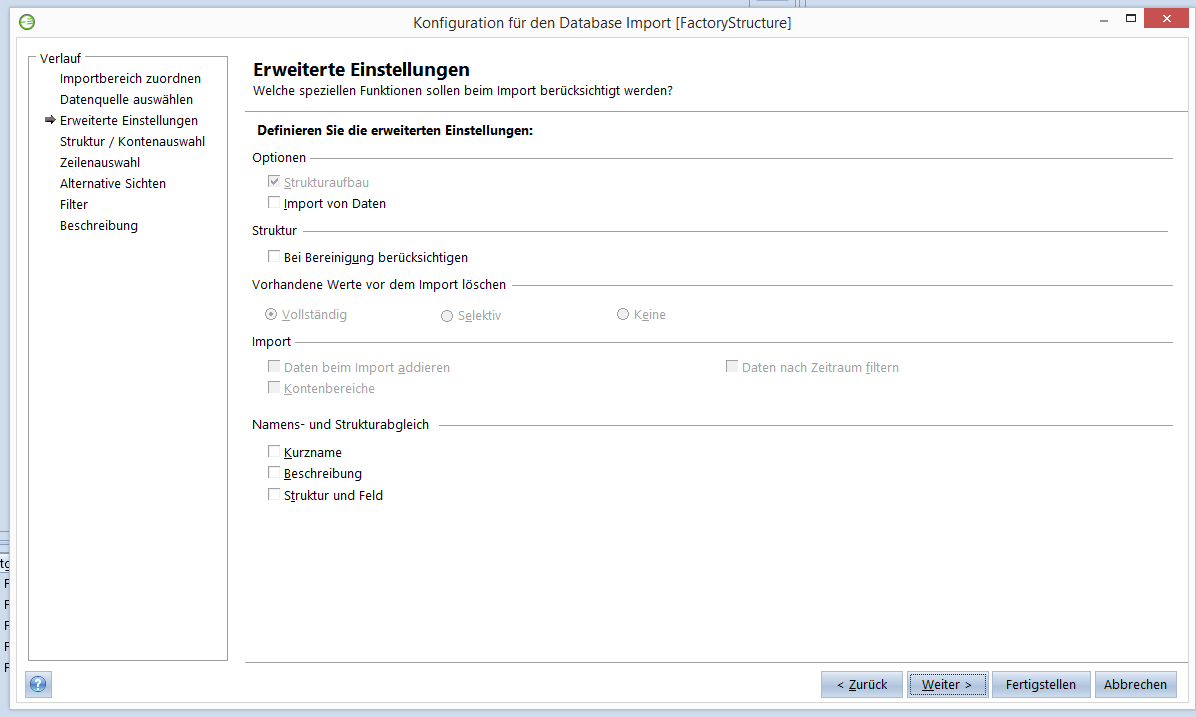 Konfiguration für den Database Import [FactoryStructure]
Verlauf
Importbereich zuordnen
Datenquelle auswählen
Erweiterte Einstellungen
Struktur / Kontenauswahl
Zeilenauswahl
Alternative Sichten
Filter
Beschreibung
Erweiterte Einstellungen
Welche speziellen Funktionen sollen beim Import berücksichtigt werden?
Definieren Sie die erweiterten Einstellungen:
Optionen
Strukturaufbau
Import von Daten
Struktur
Bei Bereinigung berücksichtigen
Vorhandene Werte vor dem Import löschen
Vollständig Selektiv Keine
Import
Daten beim Import addieren Daten nach Zeitraum filtern
Kontenbereiche
Namens- und Strukturabgleich
Kurzname
Beschreibung
Struktur und Feld
? < Zurück Weiter > Fertigstellen Abbrechen